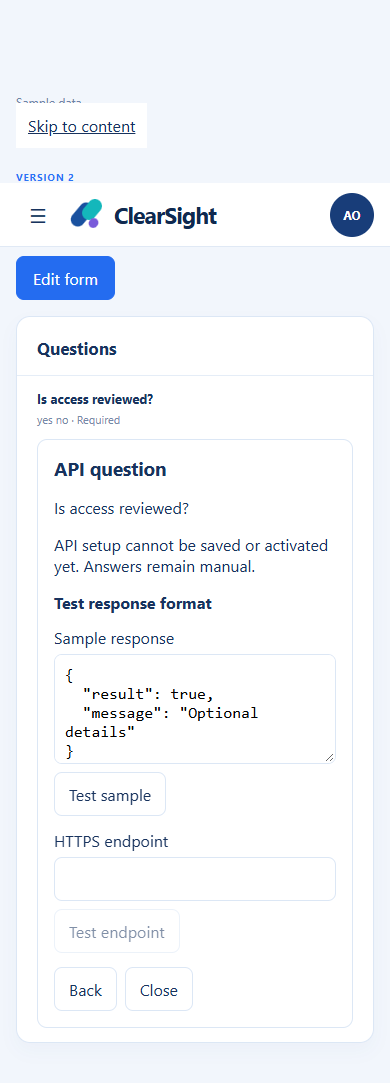 Sample data
Skip to content
VERSION 2
☰ ClearSight AO
Edit form
Questions
Is access reviewed?
yes no · Required
API question
Is access reviewed?
API setup cannot be saved or activated
yet. Answers remain manual.
Test response format
Sample response
{
  "result": true,
  "message": "Optional
details"
}
Test sample
HTTPS endpoint
Test endpoint
Back Close